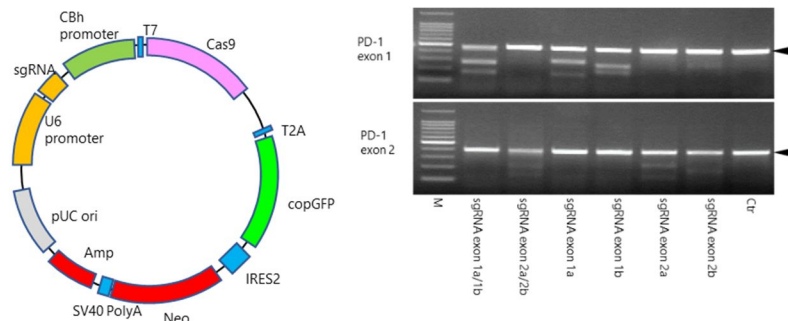 CBh
promoter
T7
Cas9
sgRNA
U6
promoter
T2A
pUC ori
copGFP
Amp
IRES2
SV40 PolyA
Neo
PD-1
exon 1
PD-1
exon 2
M
sgRNA exon 1a/1b
sgRNA exon 2a/2b
sgRNA exon 1a
sgRNA exon 1b
sgRNA exon 2a
sgRNA exon 2b
Ctr